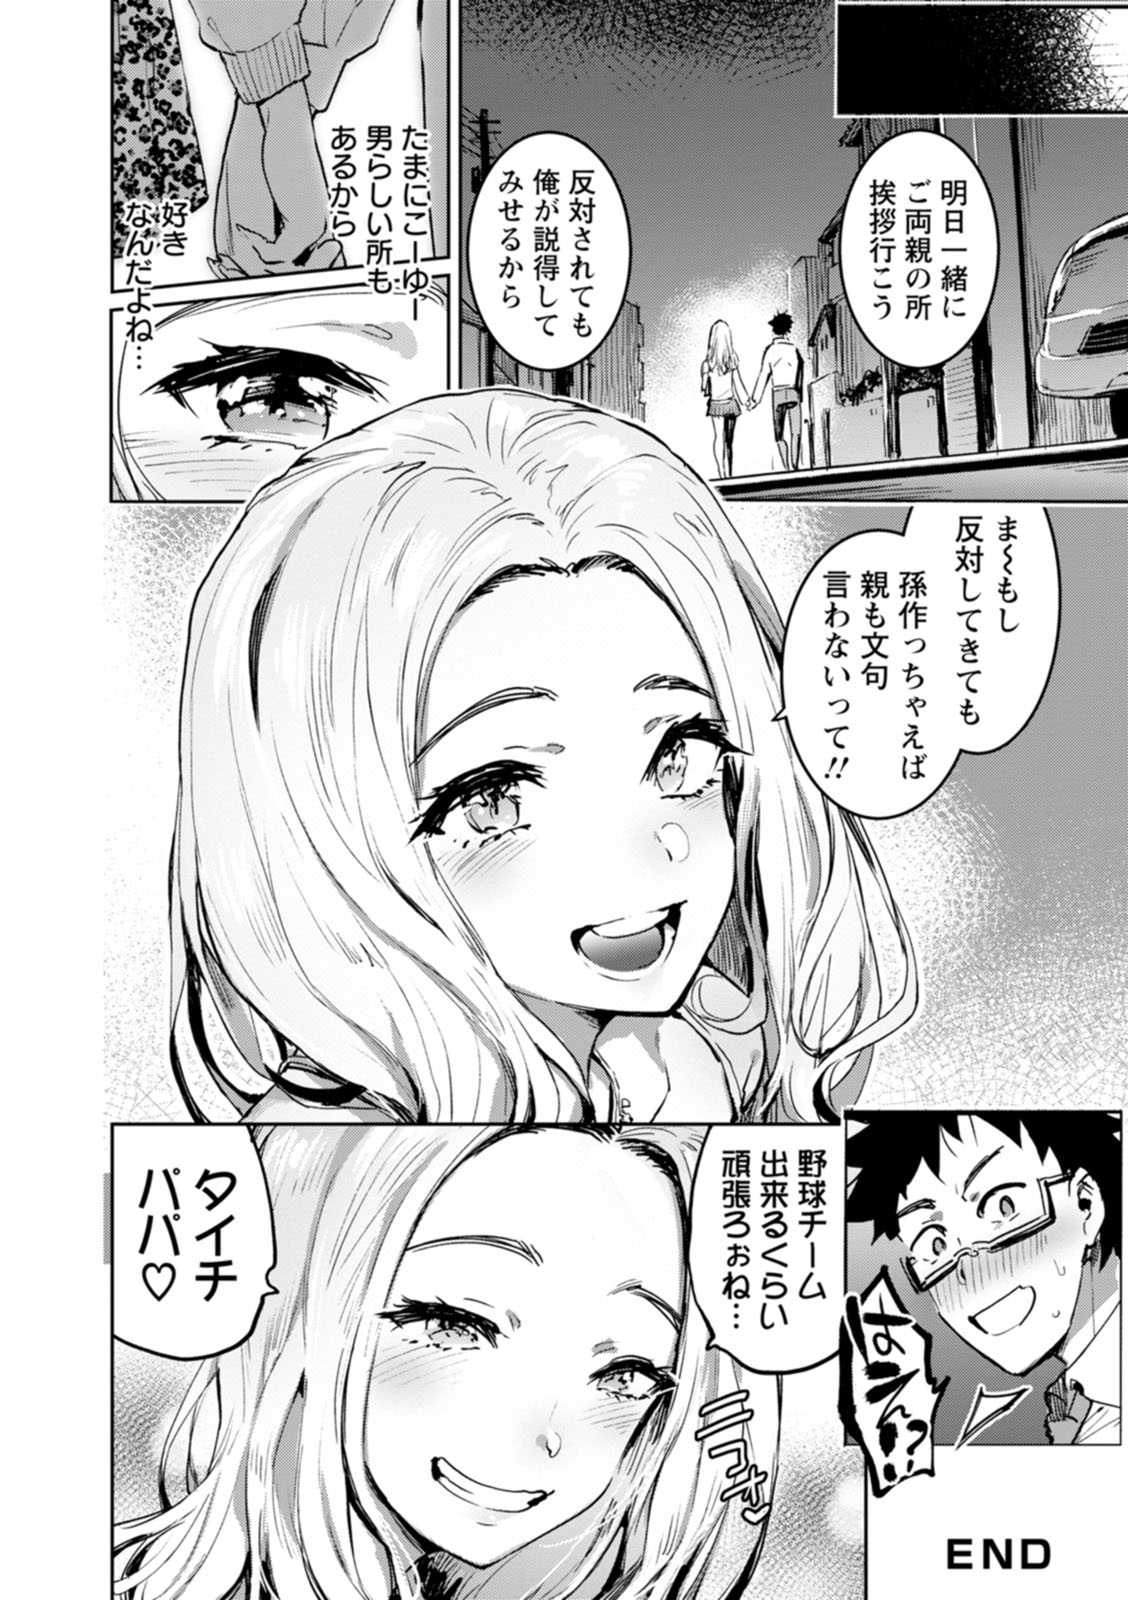 明日一緒に
ご両親の所
挨拶行こう
反対されても
俺が説得して
みせるから
たまにこーゆー
男らしい所も
あるから
好き
なんだよね…
ま〜もし
反対してきても
孫作っちゃえば
親も文句
言わないって!!
はえっ!?
野球チーム
出来るくらい
頑張ろぉね…
ニコォ♡
タイチ
パパ♡
END